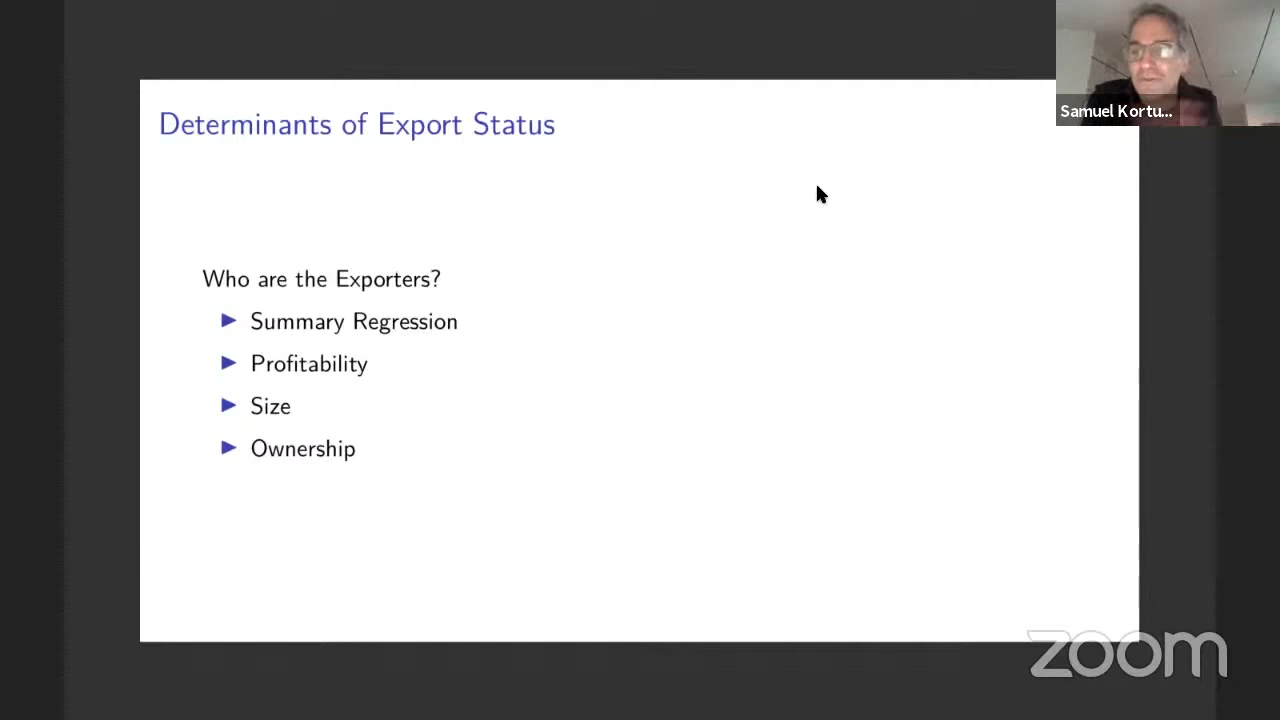 Determinants of Export Status
Samuel Kortu...
Who are the Exporters?
Summary Regression
Profitability
Size
Ownership
zoom